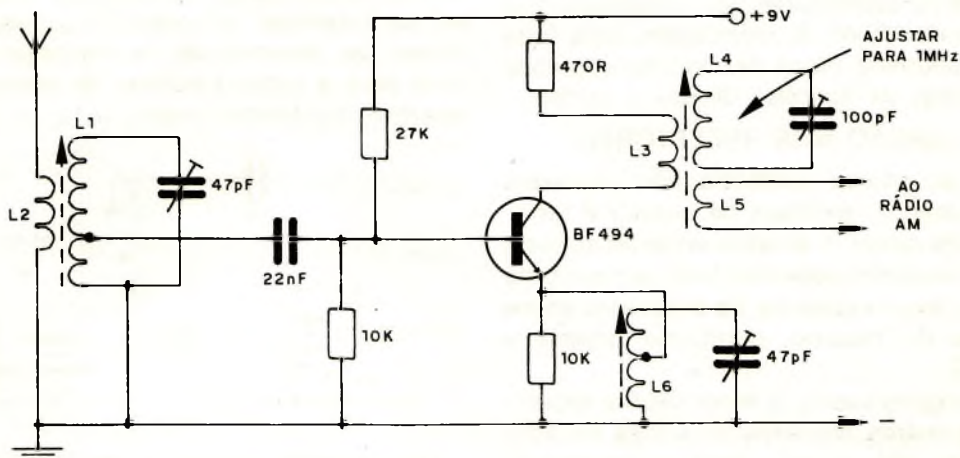 +9V
AJUSTAR
PARA 1MHz
470R
L4
L1
27K
100pF
L3
47pF
L2
L5
AO
RÁDIO
AM
BF494
22nF
10K
10K
47pF
L6
–